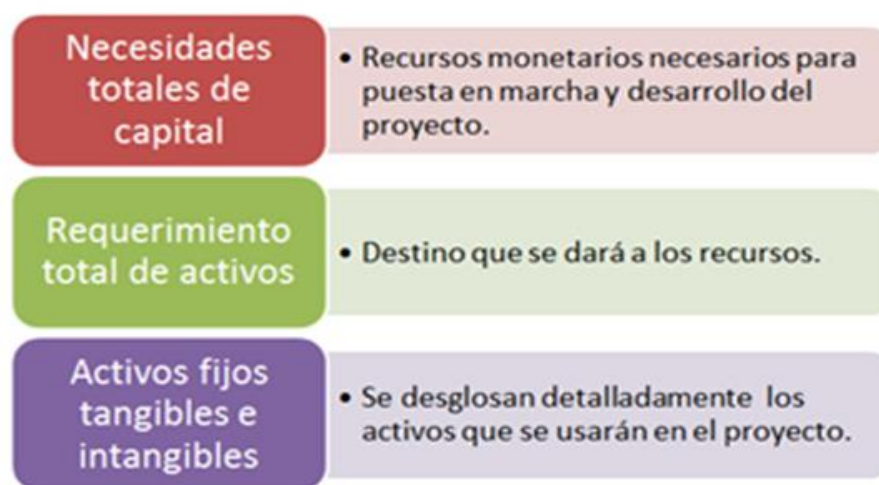 Necesidades
totales de
capital
• Recursos monetarios necesarios para
puesta en marcha y desarrollo del
proyecto.
Requerimiento
total de activos
• Destino que se dará a los recursos.
Activos fijos
tangibles e
intangibles
• Se desglosan detalladamente los
activos que se usarán en el proyecto.